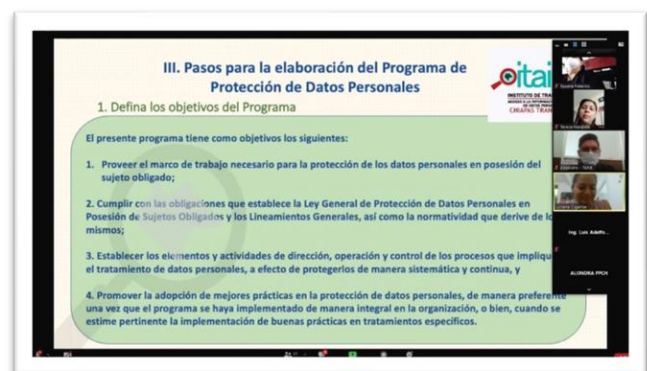 III. Pasos para la elaboración del Programa de
Protección de Datos Personales
1. Defina los objetivos del Programa
El presente programa tiene como objetivos los siguientes:
1. Proveer el marco de trabajo necesario para la protección de los datos personales en posesión del
sujeto obligado;
2. Cumplir con las obligaciones que establece la Ley General de Protección de Datos Personales en
Posesión de Sujetos Obligados y los Lineamientos Generales, así como la normatividad que derive de lo
mismos;
3. Establecer los elementos y actividades de dirección, operación y control de los procesos que impliqu
el tratamiento de datos personales, a efecto de protegerlos de manera sistemática y continua, y
4. Promover la adopción de mejores prácticas en la protección de datos personales, de manera preferente
una vez que el programa se haya implementado de manera integral en la organización, o bien, cuando se
estime pertinente la implementación de buenas prácticas en tratamientos específicos.
itai
INSTITUTO DE TRA
CHIAPAS TRAN
Ing. Luis Adolfo...
ALONDRA PPCH